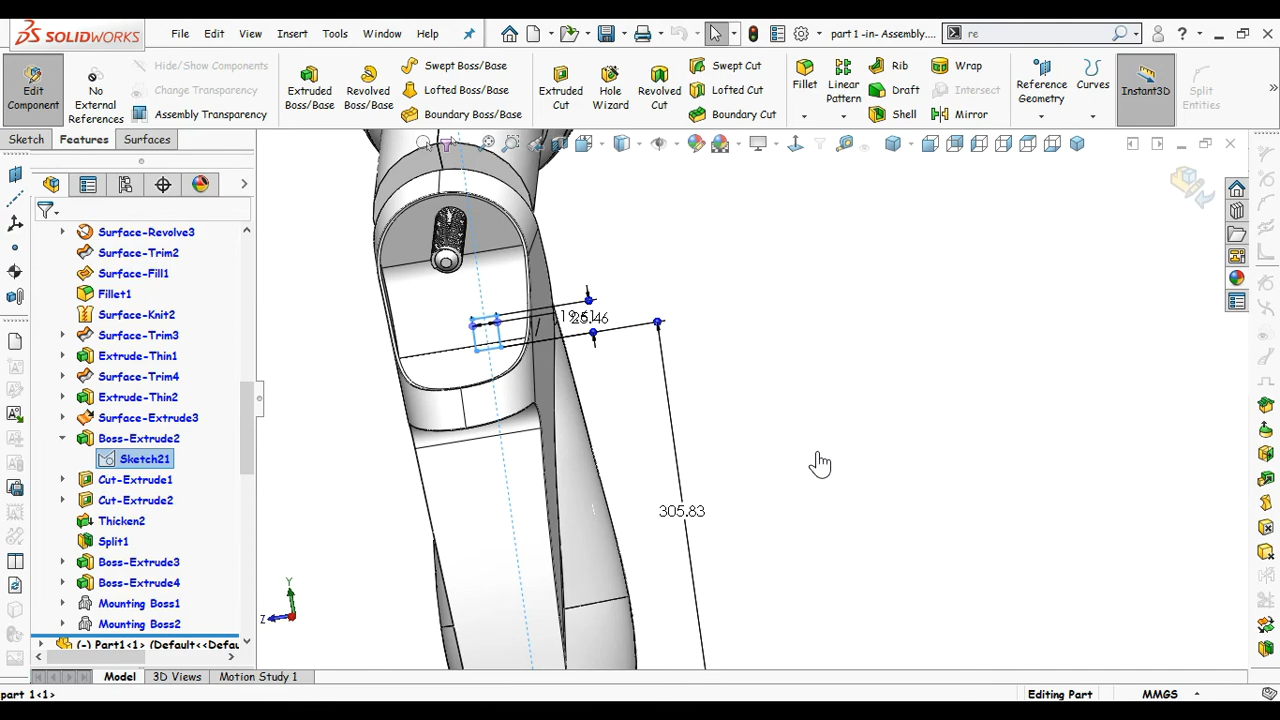 SOLIDWORKS
File Edit View Insert Tools Window Help
part 1 -in- Assembly....
re
Edit Component
No External References
Hide/Show Components
Change Transparency
Assembly Transparency
Extruded Boss/Base
Revolved Boss/Base
Swept Boss/Base
Lofted Boss/Base
Boundary Boss/Base
Extruded Cut
Hole Wizard
Revolved Cut
Swept Cut
Lofted Cut
Boundary Cut
Fillet
Linear Pattern
Rib
Draft
Shell
Wrap
Intersect
Mirror
Reference Geometry
Curves
Instant3D
Split Entities
Sketch Features Surfaces
Surface-Revolve3
Surface-Trim2
Surface-Fill1
Fillet1
Surface-Knit2
Surface-Trim3
Extrude-Thin1
Surface-Trim4
Extrude-Thin2
Surface-Extrude3
Boss-Extrude2
Sketch21
Cut-Extrude1
Cut-Extrude2
Thicken2
Split1
Boss-Extrude3
Boss-Extrude4
Mounting Boss1
Mounting Boss2
(-) Part1<1> (Default<<Defau
25.46
305.83
Y
Z
Model 3D Views Motion Study 1
part 1<1>
Editing Part
MMGS